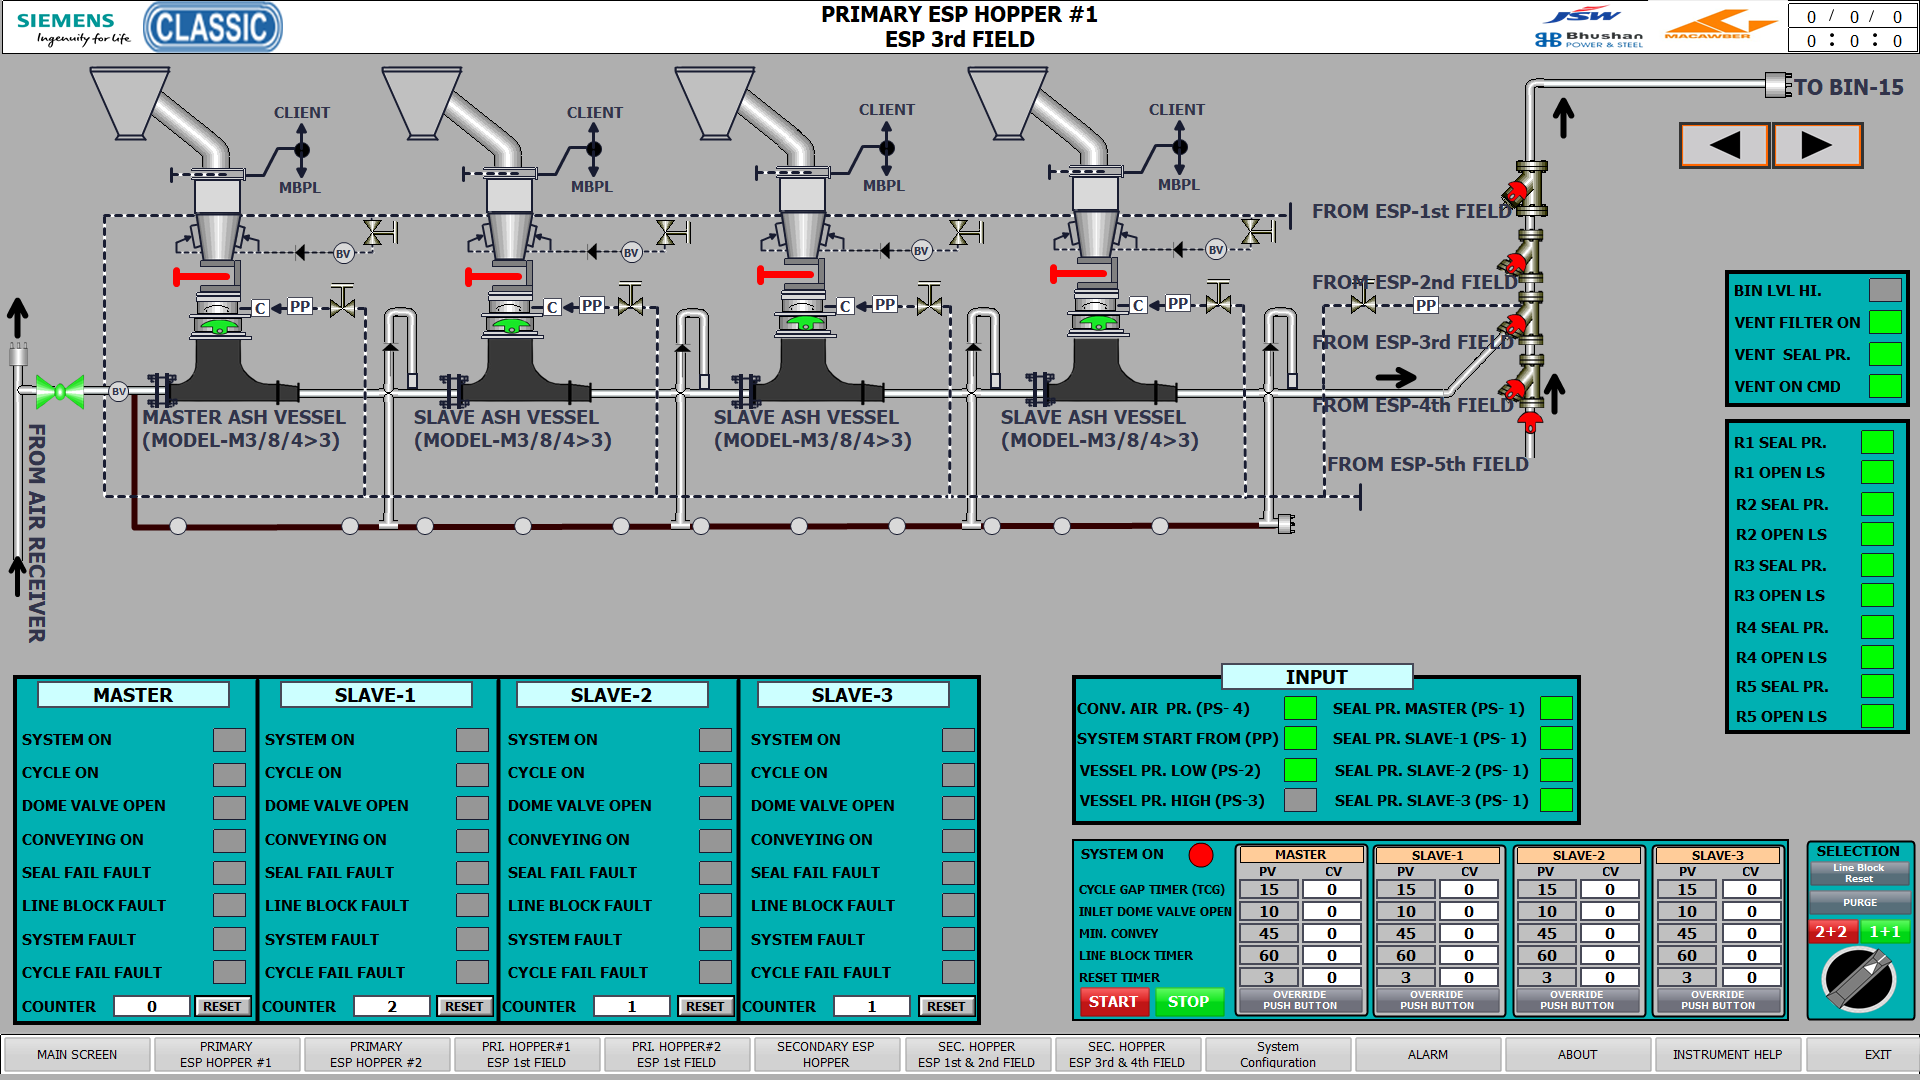 SIEMENS
Ingenuity for life
CLASSIC
PRIMARY ESP HOPPER #1
ESP 3rd FIELD
JSW
Bhushan
POWER & STEEL
MACAWBER
0 / 0 / 0
0 : 0 : 0
CLIENT
MBPL
CLIENT
MBPL
CLIENT
MBPL
CLIENT
MBPL
TO BIN-15
BV
BV
BV
BV
C
PP
C
PP
C
PP
C
PP
PP
BV
FROM ESP-1st FIELD
FROM ESP-2nd FIELD
FROM ESP-3rd FIELD
FROM ESP-4th FIELD
FROM ESP-5th FIELD
MASTER ASH VESSEL
(MODEL-M3/8/4>3)
SLAVE ASH VESSEL
(MODEL-M3/8/4>3)
SLAVE ASH VESSEL
(MODEL-M3/8/4>3)
SLAVE ASH VESSEL
(MODEL-M3/8/4>3)
FROM AIR RECEIVER
BIN LVL HI.
VENT FILTER ON
VENT SEAL PR.
VENT ON CMD
R1 SEAL PR.
R1 OPEN LS
R2 SEAL PR.
R2 OPEN LS
R3 SEAL PR.
R3 OPEN LS
R4 SEAL PR.
R4 OPEN LS
R5 SEAL PR.
R5 OPEN LS
MASTER
SYSTEM ON
CYCLE ON
DOME VALVE OPEN
CONVEYING ON
SEAL FAIL FAULT
LINE BLOCK FAULT
SYSTEM FAULT
CYCLE FAIL FAULT
COUNTER 0 RESET
SLAVE-1
SYSTEM ON
CYCLE ON
DOME VALVE OPEN
CONVEYING ON
SEAL FAIL FAULT
LINE BLOCK FAULT
SYSTEM FAULT
CYCLE FAIL FAULT
COUNTER 2 RESET
SLAVE-2
SYSTEM ON
CYCLE ON
DOME VALVE OPEN
CONVEYING ON
SEAL FAIL FAULT
LINE BLOCK FAULT
SYSTEM FAULT
CYCLE FAIL FAULT
COUNTER 1 RESET
SLAVE-3
SYSTEM ON
CYCLE ON
DOME VALVE OPEN
CONVEYING ON
SEAL FAIL FAULT
LINE BLOCK FAULT
SYSTEM FAULT
CYCLE FAIL FAULT
COUNTER 1 RESET
INPUT
CONV. AIR PR. (PS- 4) SEAL PR. MASTER (PS- 1)
SYSTEM START FROM (PP) SEAL PR. SLAVE-1 (PS- 1)
VESSEL PR. LOW (PS-2) SEAL PR. SLAVE-2 (PS- 1)
VESSEL PR. HIGH (PS-3) SEAL PR. SLAVE-3 (PS- 1)
SYSTEM ON MASTER SLAVE-1 SLAVE-2 SLAVE-3
PV CV PV CV PV CV PV CV
CYCLE GAP TIMER (TCG) 15 0 15 0 15 0 15 0
INLET DOME VALVE OPEN 10 0 10 0 10 0 10 0
MIN. CONVEY 45 0 45 0 45 0 45 0
LINE BLOCK TIMER 60 0 60 0 60 0 60 0
RESET TIMER 3 0 3 0 3 0 3 0
START STOP
OVERRIDE
PUSH BUTTON
OVERRIDE
PUSH BUTTON
OVERRIDE
PUSH BUTTON
OVERRIDE
PUSH BUTTON
SELECTION
Line Block
Reset
PURGE
2+2 1+1
MAIN SCREEN
PRIMARY
ESP HOPPER #1
PRIMARY
ESP HOPPER #2
PRI. HOPPER#1
ESP 1st FIELD
PRI. HOPPER#2
ESP 1st FIELD
SECONDARY ESP
HOPPER
SEC. HOPPER
ESP 1st & 2nd FIELD
SEC. HOPPER
ESP 3rd & 4th FIELD
System
Configuration
ALARM
ABOUT
INSTRUMENT HELP
EXIT